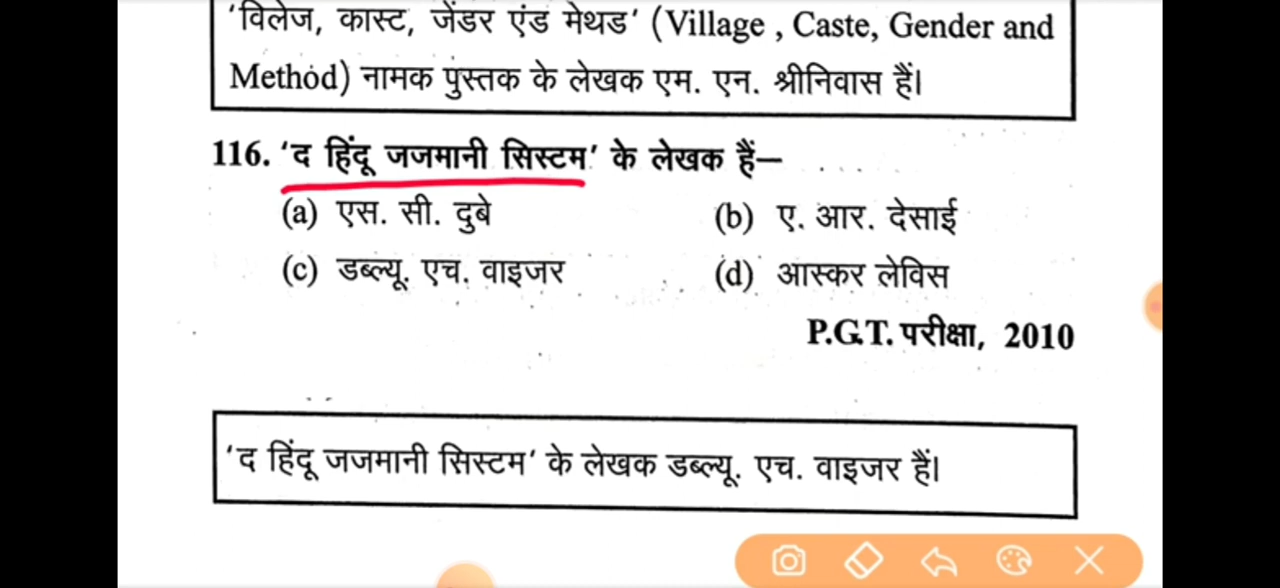 ‘विलेज, कास्ट, जेंडर एंड मेथड’ (Village , Caste, Gender and
Method) नामक पुस्तक के लेखक एम. एन. श्रीनिवास हैं।
116. ‘द हिंदू जजमानी सिस्टम’ के लेखक हैं–
(a) एस. सी. दुबे (b) ए. आर. देसाई
(c) डब्ल्यू. एच. वाइजर (d) आस्कर लेविस
P.G.T. परीक्षा, 2010
‘द हिंदू जजमानी सिस्टम’ के लेखक डब्ल्यू. एच. वाइजर हैं।